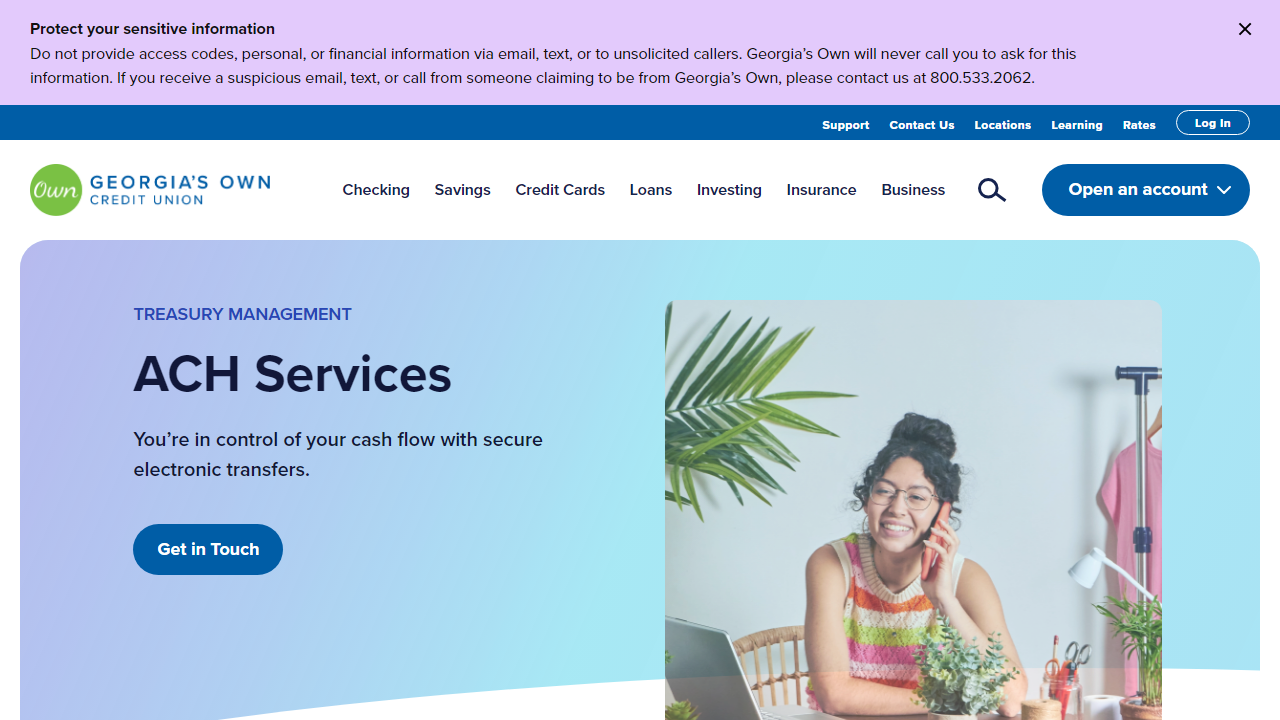 Protect your sensitive information
Do not provide access codes, personal, or financial information via email, text, or to unsolicited callers. Georgia’s Own will never call you to ask for this
information. If you receive a suspicious email, text, or call from someone claiming to be from Georgia’s Own, please contact us at 800.533.2062.
Support Contact Us Locations Learning Rates Log In
Own GEORGIA’S OWN
CREDIT UNION
Checking Savings Credit Cards Loans Investing Insurance Business Open an account
TREASURY MANAGEMENT
ACH Services
You’re in control of your cash flow with secure
electronic transfers.
Get in Touch